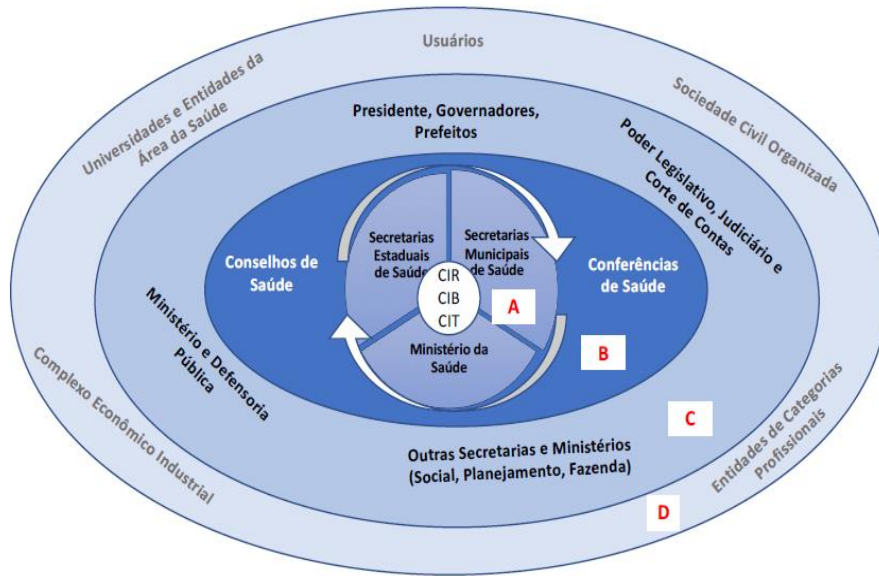 Usuários
Universidades e Entidades da
Área da Saúde
Sociedade Civil Organizada
Presidente, Governadores,
Prefeitos
Poder Legislativo, Judiciário e
Corte de Contas
Secretarias
Estaduais
de Saúde
Secretarias
Municipais
de Saúde
Conselhos de
Saúde
Conferências
de Saúde
CIR
CIB
CIT
A
Ministério da
Saúde
B
Ministério e Defensoria
Pública
Complexo Econômico Industrial
C
Outras Secretarias e Ministérios
(Social, Planejamento, Fazenda)
Entidades de Categorias
Profissionais
D